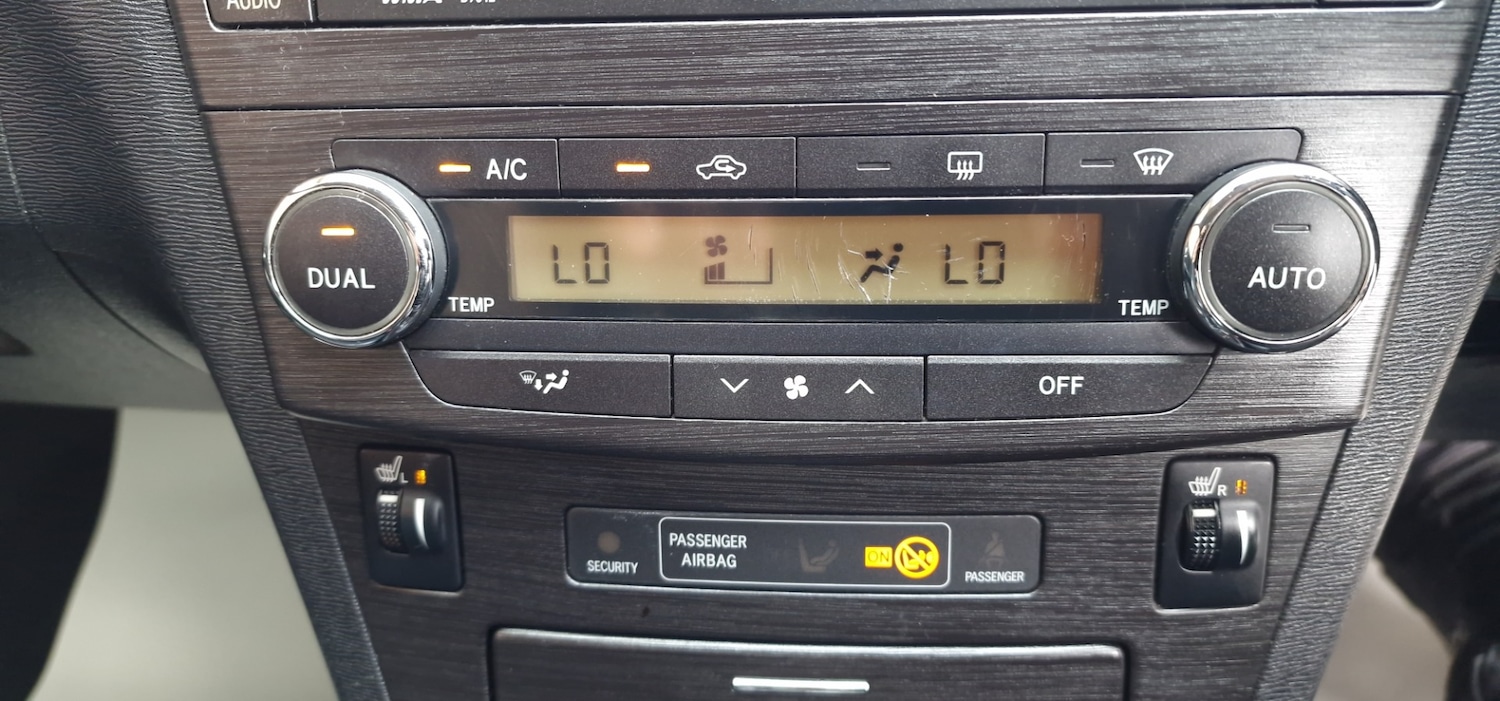 AUDIO
A/C
DUAL
LO
LO
AUTO
TEMP
TEMP
OFF
L
R
SECURITY
PASSENGER
AIRBAG
ON
PASSENGER